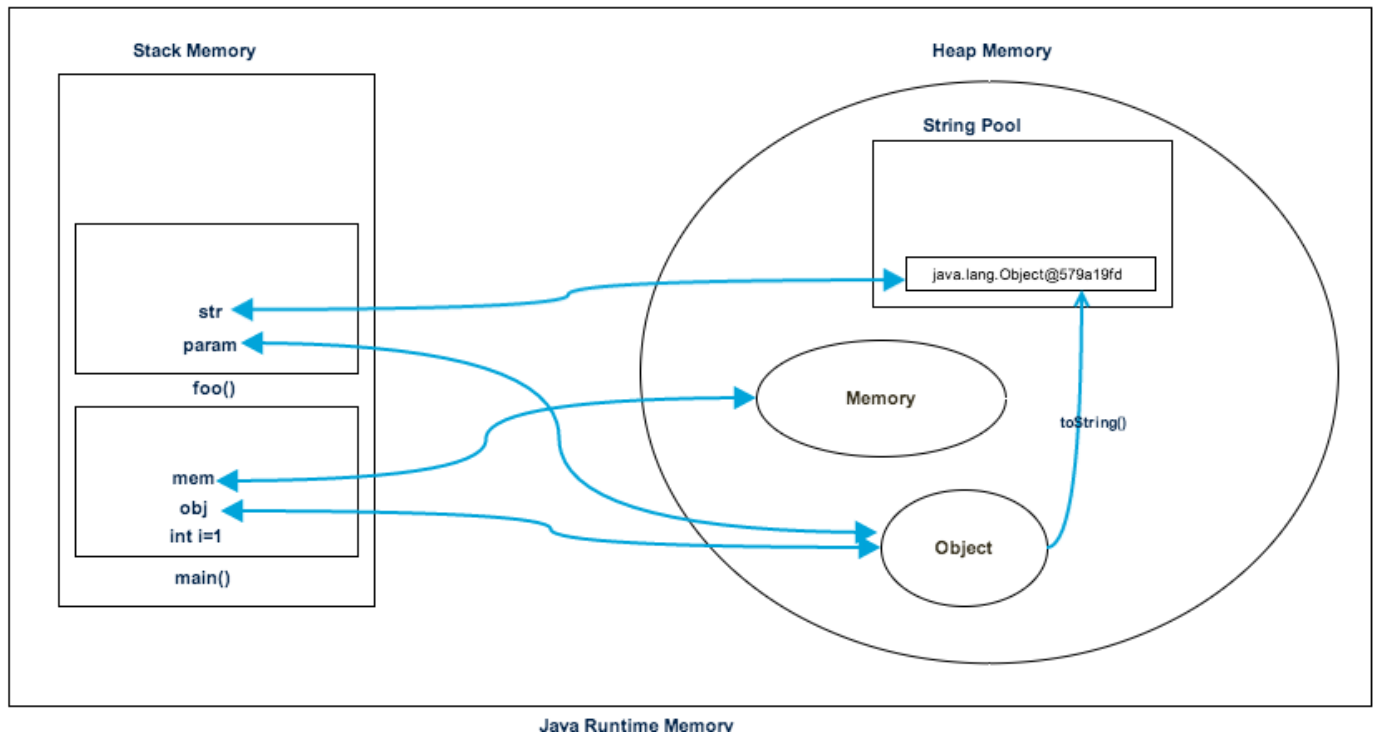 Stack Memory
Heap Memory
String Pool
java.lang.Object@579a19fd
str
param
foo()
Memory
toString()
mem
obj
int i=1
Object
main()
Java Runtime Memory